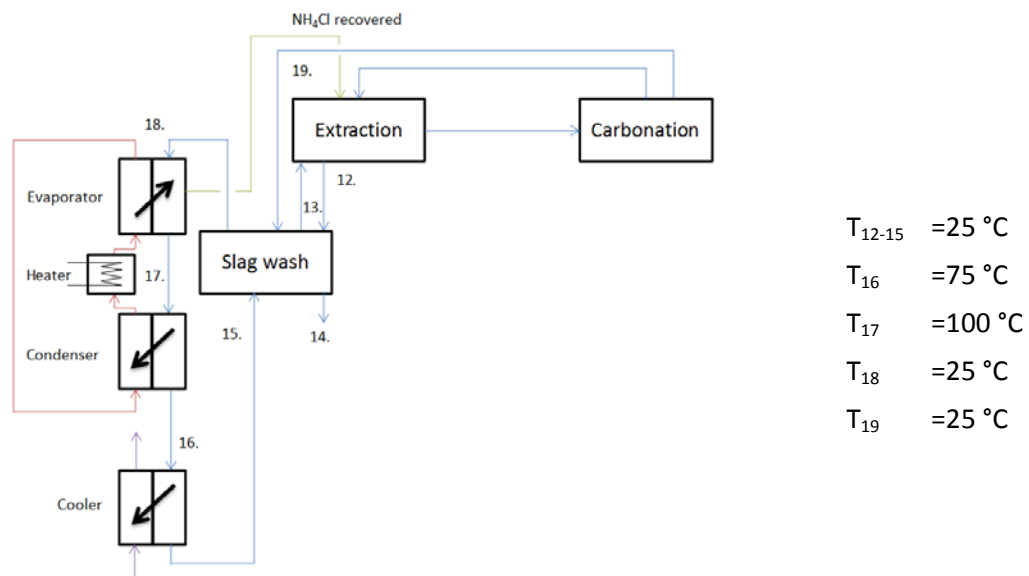 NH₄Cl recovered
19.
Extraction
Carbonation
18.
12.
Evaporator
13.
Slag wash
Heater
17.
15.
14.
Condenser
16.
Cooler
T₁₂₋₁₅ =25 °C
T₁₆ =75 °C
T₁₇ =100 °C
T₁₈ =25 °C
T₁₉ =25 °C